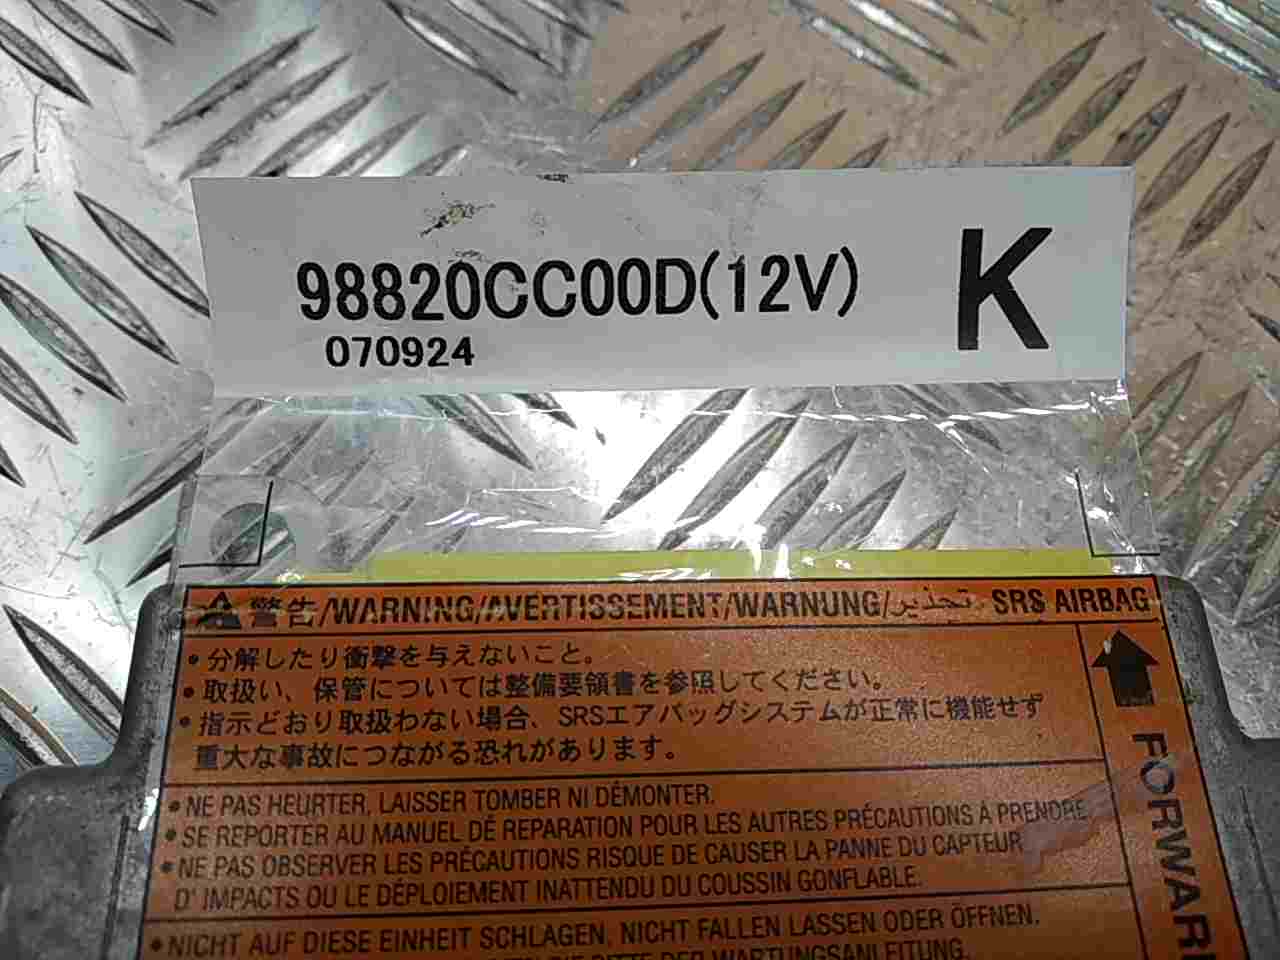 98820CC00D(12V) K
070924
警告/WARNING/AVERTISSEMENT/WARNUNG/تحذير SRS AIRBAG
・分解したり衝撃を与えないこと。
・取扱い、保管については整備要領書を参照してください。
・指示どおり取扱わない場合、SRSエアバッグシステムが正常に機能せず
重大な事故につながる恐れがあります。
FORWAR
• NE PAS HEURTER, LAISSER TOMBER NI DÉMONTER.
• SE REPORTER AU MANUEL DE REPARATION POUR LES AUTRES PRÉCAUTIONS À PRENDRE.
• NE PAS OBSERVER LES PRÉCAUTIONS RISQUE DE CAUSER LA PANNE DU CAPTEUR
D' IMPACTS OU LE DÉPLOIEMENT INATTENDU DU COUSSIN GONFLABLE.
• NICHT AUF DIESE EINHEIT SCHLAGEN, NICHT FALLEN LASSEN ODER ÖFFNEN.
BITTE DER WARTUNGSANLEITUNG.